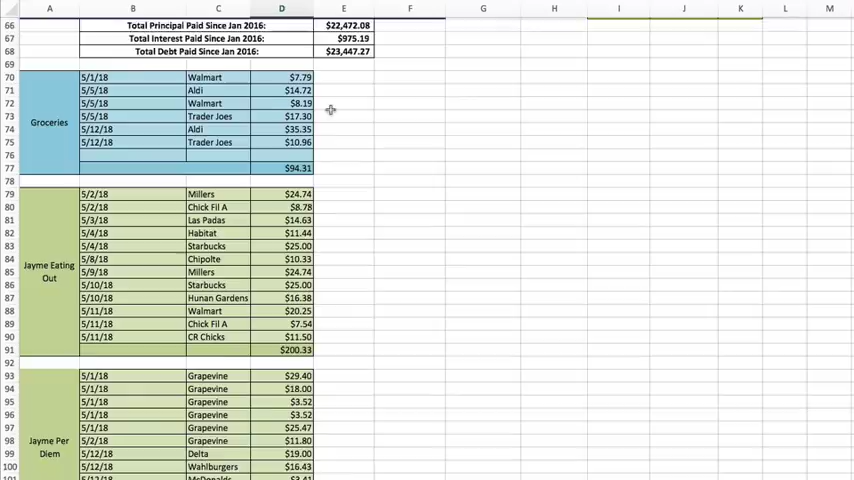 A B C D E F G H I J K L M
66 Total Principal Paid Since Jan 2016: $22,472.08
67 Total Interest Paid Since Jan 2016: $975.19
68 Total Debt Paid Since Jan 2016: $23,447.27
69
70 5/1/18 Walmart $7.79
71 5/5/18 Aldi $14.72
72 5/5/18 Walmart $8.19
73 5/5/18 Trader Joes $17.30
Groceries
74 5/12/18 Aldi $35.35
75 5/12/18 Trader Joes $10.96
76
77 $94.31
78
79 5/2/18 Millers $24.74
80 5/2/18 Chick Fil A $8.78
81 5/3/18 Las Padas $14.63
82 5/4/18 Habitat $11.44
83 5/4/18 Starbucks $25.00
84 5/8/18 Chipolte $10.33
Jayme Eating
85 5/9/18 Millers $24.74
Out
86 5/10/18 Starbucks $25.00
87 5/10/18 Hunan Gardens $16.38
88 5/11/18 Walmart $20.25
89 5/11/18 Chick Fil A $7.54
90 5/11/18 CR Chicks $11.50
91 $200.33
92
93 5/1/18 Grapevine $29.40
94 5/1/18 Grapevine $18.00
95 5/1/18 Grapevine $3.52
96 5/1/18 Grapevine $3.52
97 5/1/18 Grapevine $25.47
98 Jayme Per 5/2/18 Grapevine $11.80
99 Diem 5/12/18 Delta $19.00
100 5/12/18 Wahlburgers $16.43
101 5/12/18 McDonalds $3.41